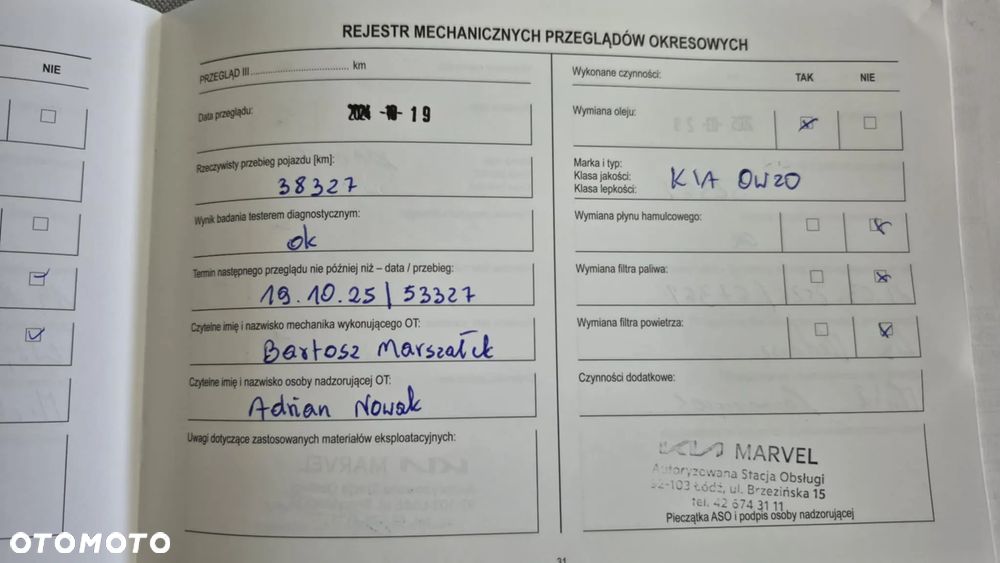 REJESTR MECHANICZNYCH PRZEGLĄDÓW OKRESOWYCH
NIE
PRZEGLĄD III .................................... km
Data przeglądu:
2024 -10- 19
Rzeczywisty przebieg pojazdu [km]:
38327
Wynik badania testerem diagnostycznym:
ok
Termin następnego przeglądu nie później niż – data / przebieg:
19.10.25 | 53327
Czytelne imię i nazwisko mechanika wykonującego OT:
Bartosz Marszałek
Czytelne imię i nazwisko osoby nadzorującej OT:
Adrian Nowak
Uwagi dotyczące zastosowanych materiałów eksploatacyjnych:
Wykonane czynności:
TAK
NIE
Wymiana oleju:
Marka i typ:
Klasa jakości:
Klasa lepkości:
KIA 0W20
Wymiana płynu hamulcowego:
Wymiana filtra paliwa:
Wymiana filtra powietrza:
Czynności dodatkowe:
KIA MARVEL
Autoryzowana Stacja Obsługi
92-103 Łódź, ul. Brzezińska 15
tel. 42 674 31 11
Pieczątka ASO i podpis osoby nadzorującej
31
OTOMOTO